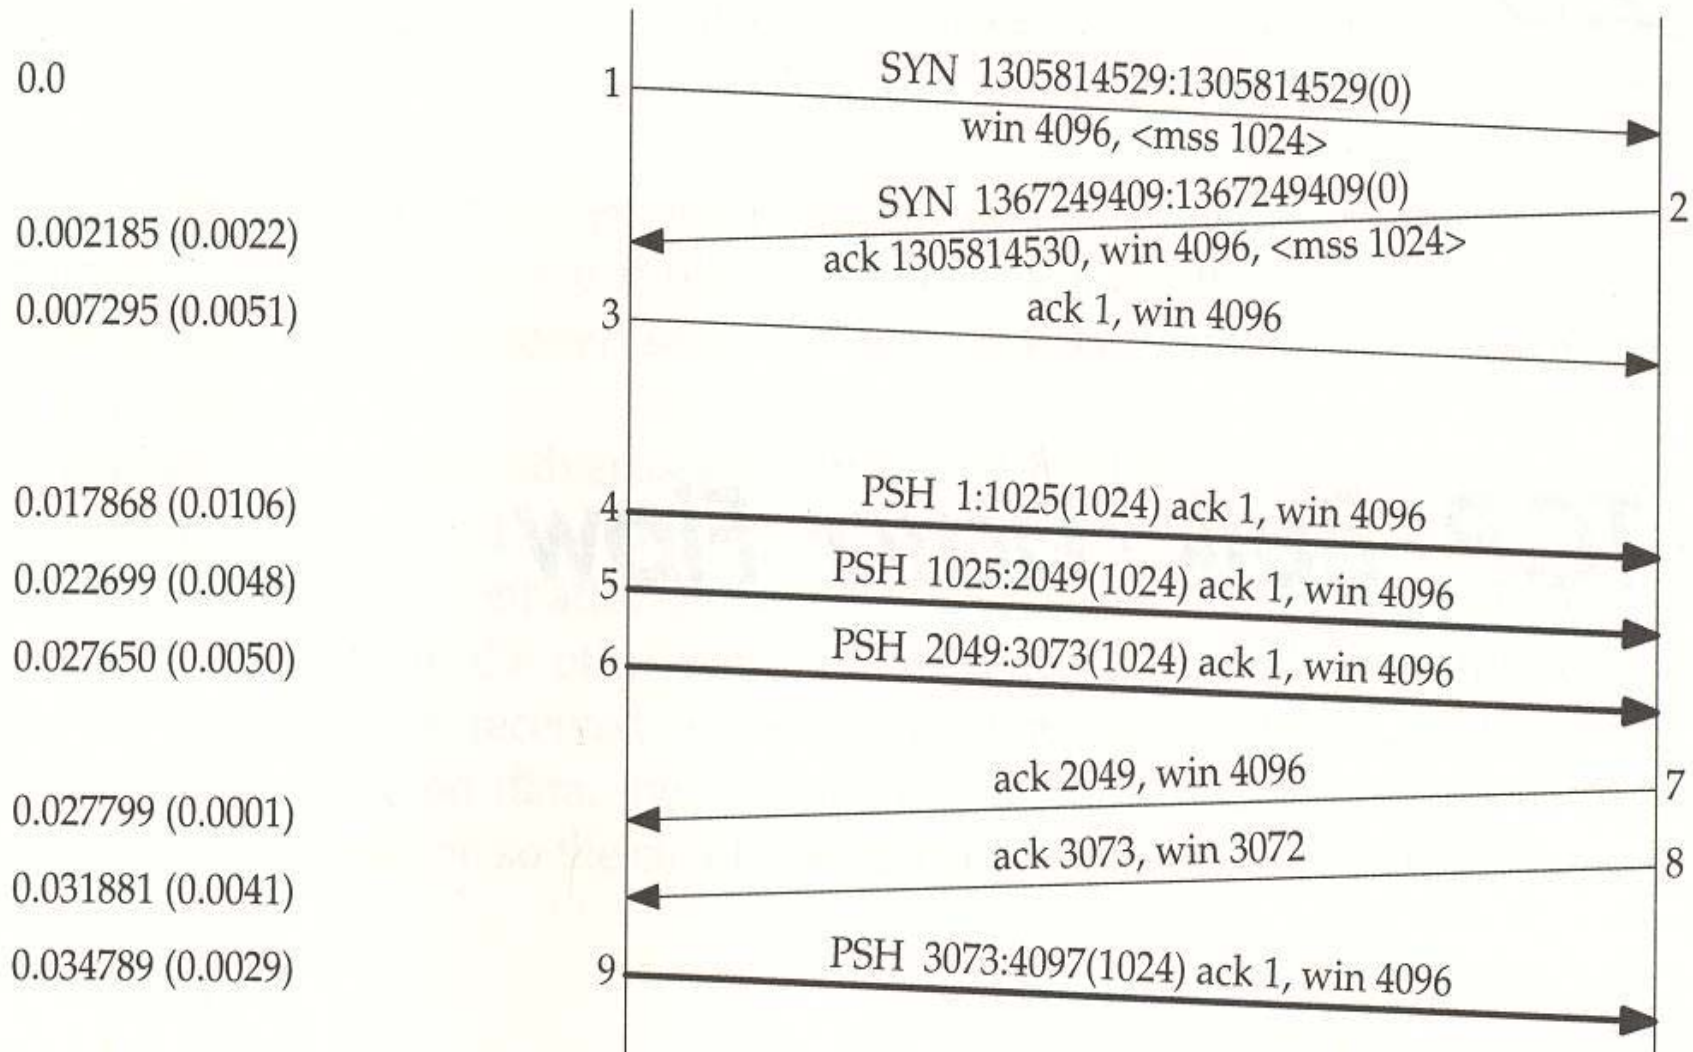 0.0
1
SYN 1305814529:1305814529(0)
win 4096, <mss 1024>
0.002185 (0.0022)
SYN 1367249409:1367249409(0)
2
ack 1305814530, win 4096, <mss 1024>
0.007295 (0.0051)
3
ack 1, win 4096
0.017868 (0.0106)
4
PSH 1:1025(1024) ack 1, win 4096
0.022699 (0.0048)
5
PSH 1025:2049(1024) ack 1, win 4096
0.027650 (0.0050)
6
PSH 2049:3073(1024) ack 1, win 4096
0.027799 (0.0001)
ack 2049, win 4096
7
0.031881 (0.0041)
ack 3073, win 3072
8
0.034789 (0.0029)
9
PSH 3073:4097(1024) ack 1, win 4096